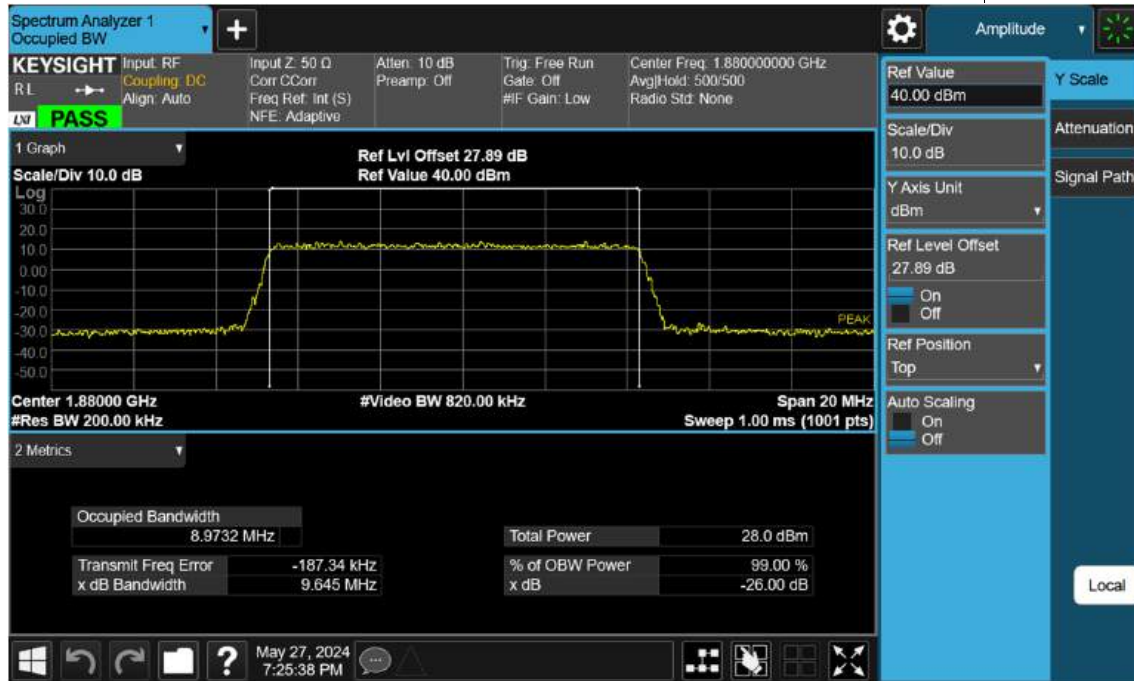 Spectrum Analyzer 1
Occupied BW
+
Amplitude
KEYSIGHT
RL
LXI PASS
Input: RF
Coupling: DC
Align: Auto
Input Z: 50 Ω
Corr CCorr
Freq Ref: Int (S)
NFE: Adaptive
Atten: 10 dB
Preamp: Off
Trig: Free Run
Gate: Off
#IF Gain: Low
Center Freq: 1.880000000 GHz
Avg|Hold: 500/500
Radio Std: None
1 Graph
Scale/Div 10.0 dB
Ref Lvl Offset 27.89 dB
Ref Value 40.00 dBm
Log
30.0
20.0
10.0
0.00
-10.0
-20.0
-30.0
-40.0
-50.0
PEAK
Center 1.88000 GHz
#Res BW 200.00 kHz
#Video BW 820.00 kHz
Span 20 MHz
Sweep 1.00 ms (1001 pts)
2 Metrics
Occupied Bandwidth
8.9732 MHz
Transmit Freq Error -187.34 kHz
x dB Bandwidth 9.645 MHz
Total Power 28.0 dBm
% of OBW Power 99.00 %
x dB -26.00 dB
Ref Value
40.00 dBm
Scale/Div
10.0 dB
Y Axis Unit
dBm
Ref Level Offset
27.89 dB
On
Off
Ref Position
Top
Auto Scaling
On
Off
Y Scale
Attenuation
Signal Path
Local
?
May 27, 2024
7:25:38 PM